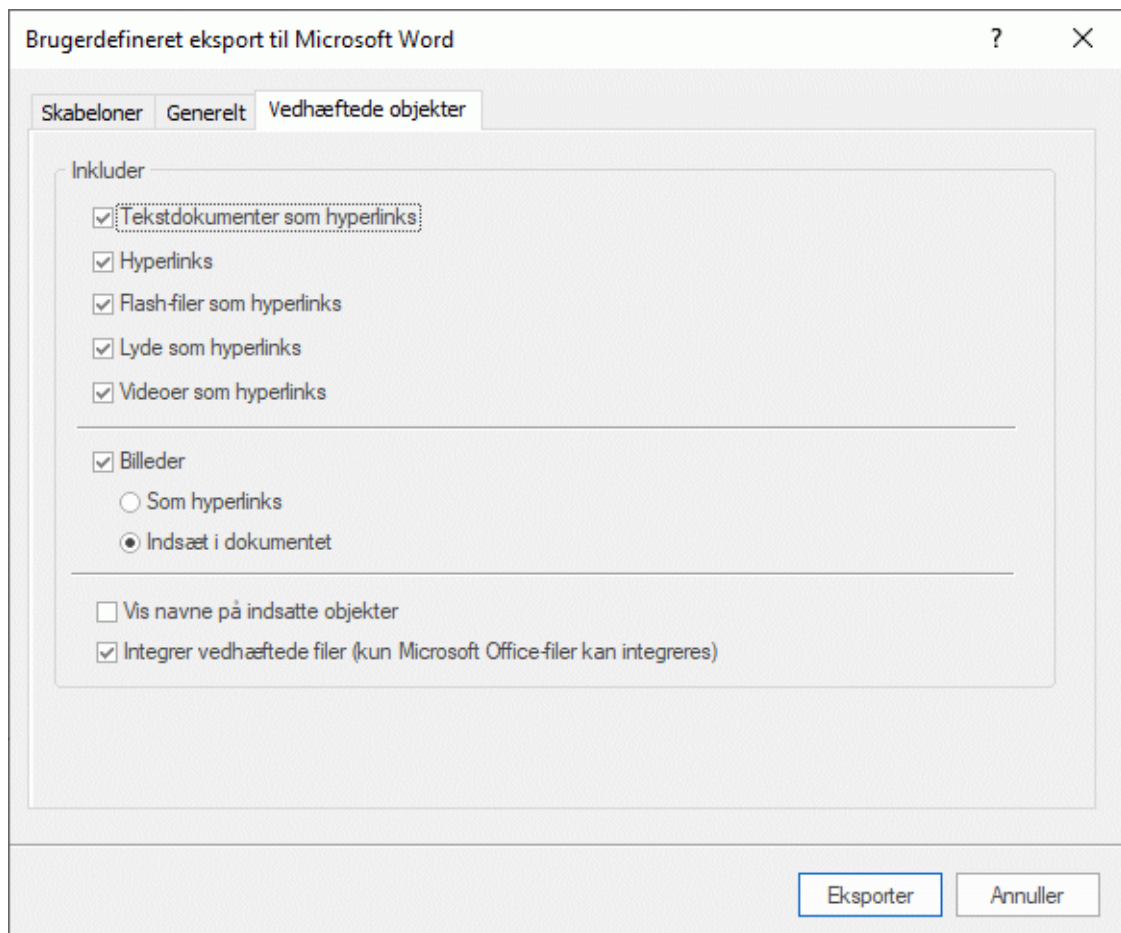 Brugerdefineret eksport til Microsoft Word ?
Skabeloner Generelt Vedhæftede objekter
Inkluder
Tekstdokumenter som hyperlinks
Hyperlinks
Flash-filer som hyperlinks
Lyde som hyperlinks
Videoer som hyperlinks
Billeder
Som hyperlinks
Indsæt i dokumentet
Vis navne på indsatte objekter
Integrer vedhæftede filer (kun Microsoft Office-filer kan integreres)
Eksporter Annuller